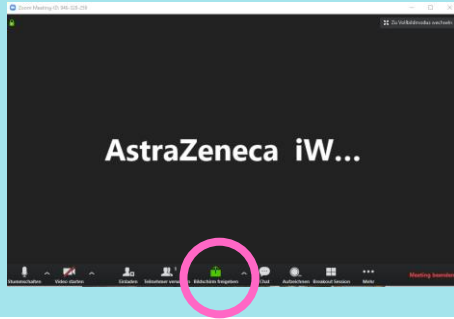 Zoom Meeting-ID: 946-328-259
Zu Vollbildmodus wechseln
AstraZeneca iW...
Stummschalten Video starten Einladen Teilnehmer Bildschirm freigeben Chat Aufzeichnen Breakout Session Mehr Meeting beenden